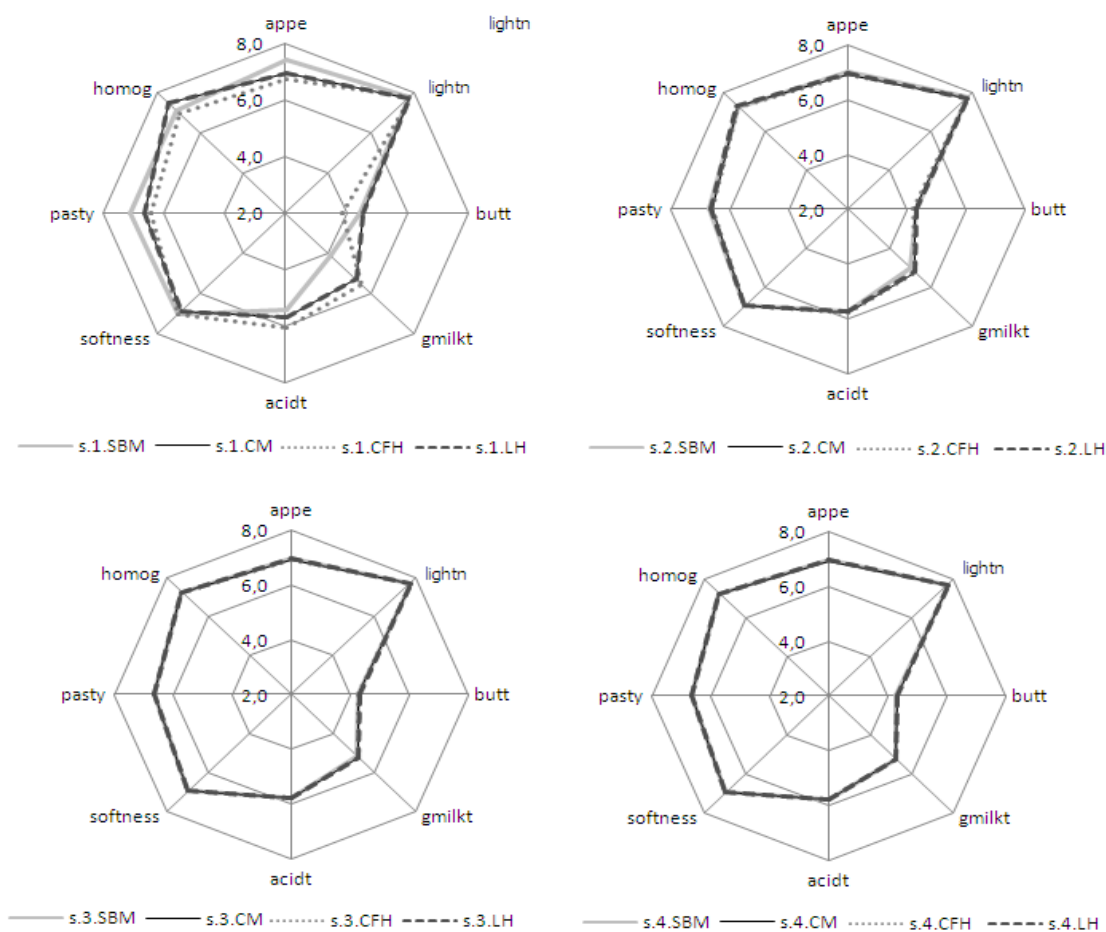 appe
lightn
8,0
homog
lightn
6,0
4,0
pasty
2,0
butt
softness
gmilkt
acidt
s.1.SBM s.1.CM s.1.CFH s.1.LH
appe
8,0
homog
lightn
6,0
4,0
pasty
2,0
butt
softness
gmilkt
acidt
s.2.SBM s.2.CM s.2.CFH s.2.LH
appe
8,0
homog
lightn
6,0
4,0
pasty
2,0
butt
softness
gmilkt
acidt
s.3.SBM s.3.CM s.3.CFH s.3.LH
appe
8,0
homog
lightn
6,0
4,0
pasty
2,0
butt
softness
gmilkt
acidt
s.4.SBM s.4.CM s.4.CFH s.4.LH